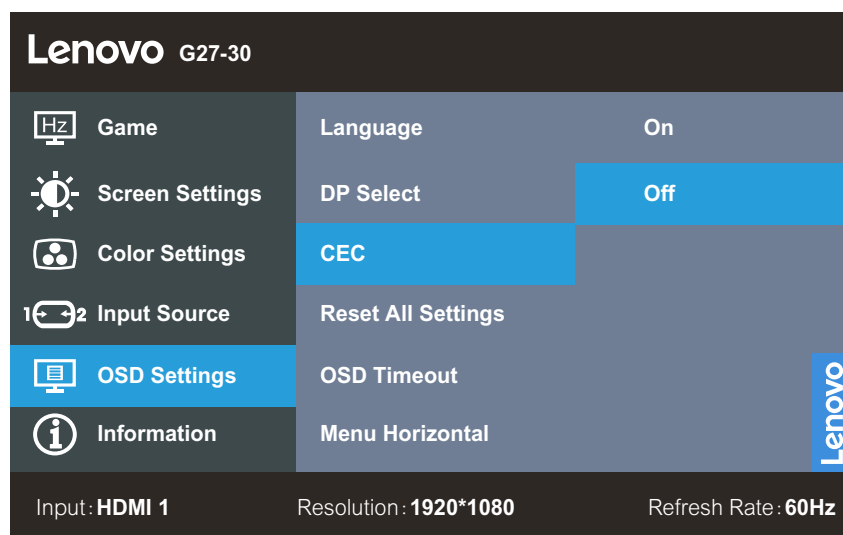 Lenovo G27-30
Hz Game Language On
Screen Settings DP Select Off
Color Settings CEC
1 2 Input Source Reset All Settings
OSD Settings OSD Timeout
i Information Menu Horizontal
Lenovo
Input: HDMI 1 Resolution: 1920*1080 Refresh Rate: 60Hz